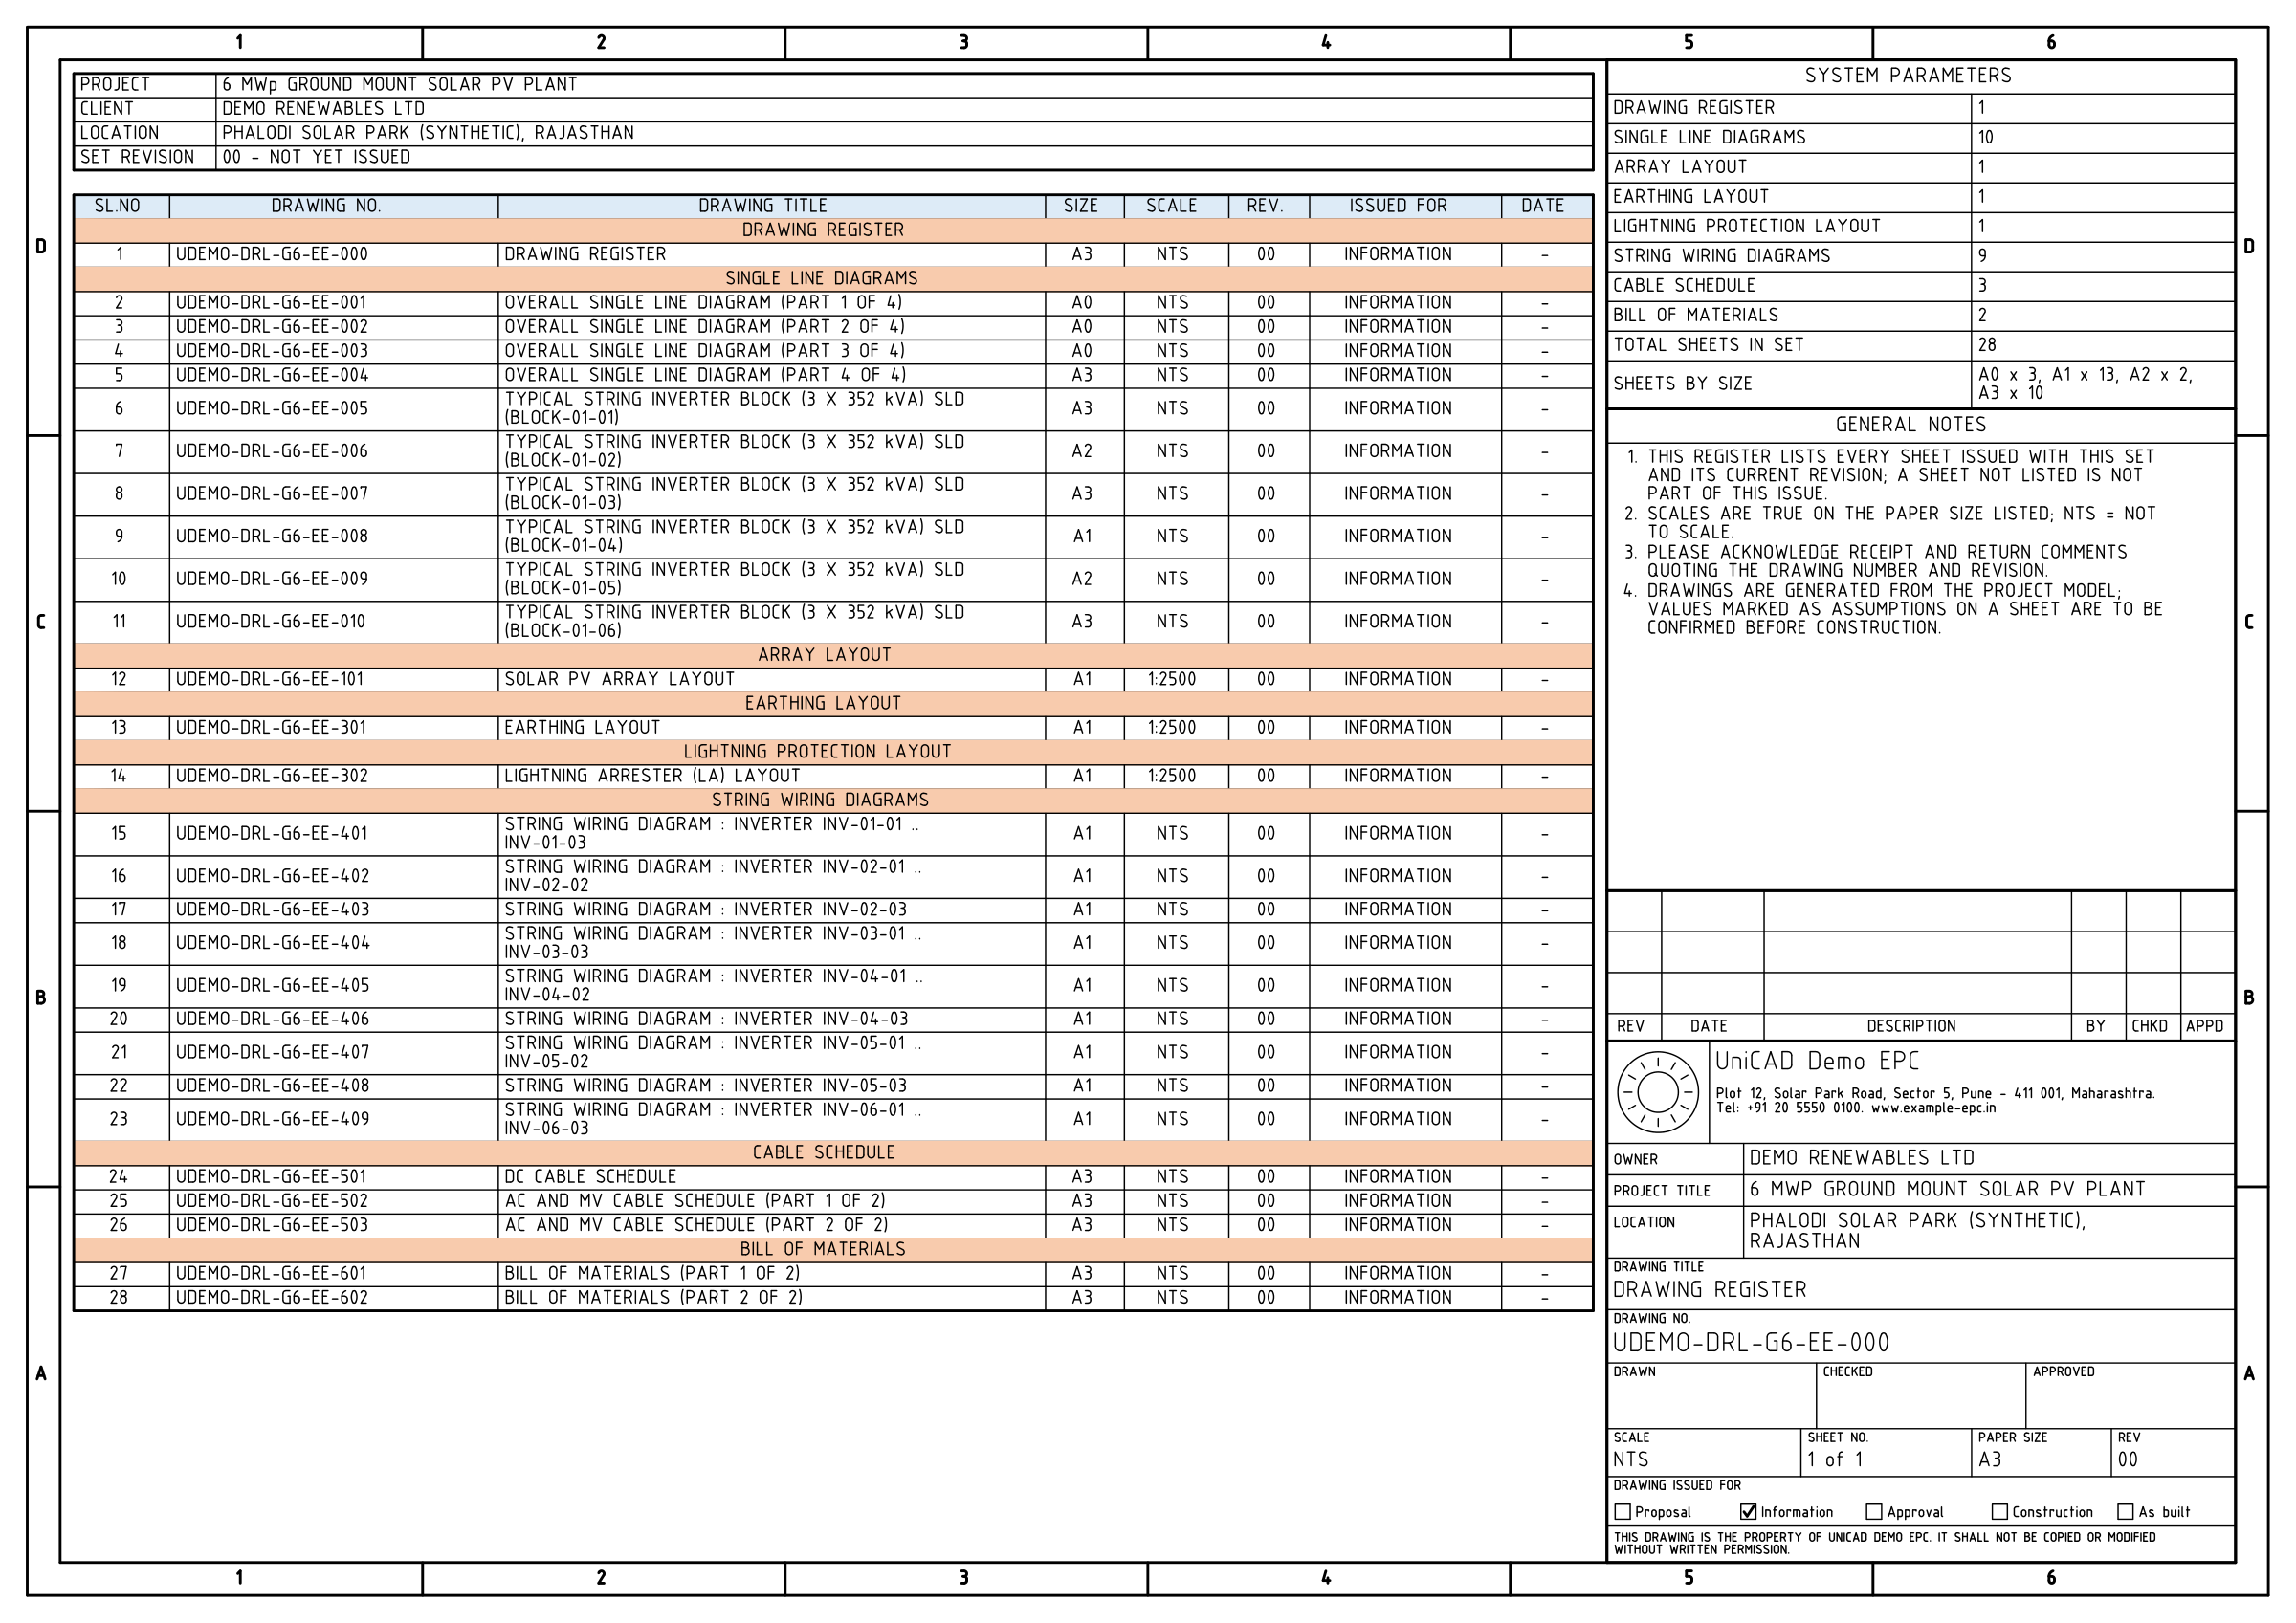 1 2 3 4 5 6
PROJECT 6 MWp GROUND MOUNT SOLAR PV PLANT
CLIENT DEMO RENEWABLES LTD
LOCATION PHALODI SOLAR PARK (SYNTHETIC), RAJASTHAN
SET REVISION 00 - NOT YET ISSUED
SL.NO DRAWING NO. DRAWING TITLE SIZE SCALE REV. ISSUED FOR DATE
DRAWING REGISTER
1 UDEMO-DRL-G6-EE-000 DRAWING REGISTER A3 NTS 00 INFORMATION -
SINGLE LINE DIAGRAMS
2 UDEMO-DRL-G6-EE-001 OVERALL SINGLE LINE DIAGRAM (PART 1 OF 4) A0 NTS 00 INFORMATION -
3 UDEMO-DRL-G6-EE-002 OVERALL SINGLE LINE DIAGRAM (PART 2 OF 4) A0 NTS 00 INFORMATION -
4 UDEMO-DRL-G6-EE-003 OVERALL SINGLE LINE DIAGRAM (PART 3 OF 4) A0 NTS 00 INFORMATION -
5 UDEMO-DRL-G6-EE-004 OVERALL SINGLE LINE DIAGRAM (PART 4 OF 4) A3 NTS 00 INFORMATION -
6 UDEMO-DRL-G6-EE-005 TYPICAL STRING INVERTER BLOCK (3 X 352 kVA) SLD A3 NTS 00 INFORMATION -
(BLOCK-01-01)
7 UDEMO-DRL-G6-EE-006 TYPICAL STRING INVERTER BLOCK (3 X 352 kVA) SLD A2 NTS 00 INFORMATION -
(BLOCK-01-02)
8 UDEMO-DRL-G6-EE-007 TYPICAL STRING INVERTER BLOCK (3 X 352 kVA) SLD A3 NTS 00 INFORMATION -
(BLOCK-01-03)
9 UDEMO-DRL-G6-EE-008 TYPICAL STRING INVERTER BLOCK (3 X 352 kVA) SLD A1 NTS 00 INFORMATION -
(BLOCK-01-04)
10 UDEMO-DRL-G6-EE-009 TYPICAL STRING INVERTER BLOCK (3 X 352 kVA) SLD A2 NTS 00 INFORMATION -
(BLOCK-01-05)
11 UDEMO-DRL-G6-EE-010 TYPICAL STRING INVERTER BLOCK (3 X 352 kVA) SLD A3 NTS 00 INFORMATION -
(BLOCK-01-06)
ARRAY LAYOUT
12 UDEMO-DRL-G6-EE-101 SOLAR PV ARRAY LAYOUT A1 1:2500 00 INFORMATION -
EARTHING LAYOUT
13 UDEMO-DRL-G6-EE-301 EARTHING LAYOUT A1 1:2500 00 INFORMATION -
LIGHTNING PROTECTION LAYOUT
14 UDEMO-DRL-G6-EE-302 LIGHTNING ARRESTER (LA) LAYOUT A1 1:2500 00 INFORMATION -
STRING WIRING DIAGRAMS
15 UDEMO-DRL-G6-EE-401 STRING WIRING DIAGRAM : INVERTER INV-01-01 .. A1 NTS 00 INFORMATION -
INV-01-03
16 UDEMO-DRL-G6-EE-402 STRING WIRING DIAGRAM : INVERTER INV-02-01 .. A1 NTS 00 INFORMATION -
INV-02-02
17 UDEMO-DRL-G6-EE-403 STRING WIRING DIAGRAM : INVERTER INV-02-03 A1 NTS 00 INFORMATION -
18 UDEMO-DRL-G6-EE-404 STRING WIRING DIAGRAM : INVERTER INV-03-01 .. A1 NTS 00 INFORMATION -
INV-03-03
19 UDEMO-DRL-G6-EE-405 STRING WIRING DIAGRAM : INVERTER INV-04-01 .. A1 NTS 00 INFORMATION -
INV-04-02
20 UDEMO-DRL-G6-EE-406 STRING WIRING DIAGRAM : INVERTER INV-04-03 A1 NTS 00 INFORMATION -
21 UDEMO-DRL-G6-EE-407 STRING WIRING DIAGRAM : INVERTER INV-05-01 .. A1 NTS 00 INFORMATION -
INV-05-02
22 UDEMO-DRL-G6-EE-408 STRING WIRING DIAGRAM : INVERTER INV-05-03 A1 NTS 00 INFORMATION -
23 UDEMO-DRL-G6-EE-409 STRING WIRING DIAGRAM : INVERTER INV-06-01 .. A1 NTS 00 INFORMATION -
INV-06-03
CABLE SCHEDULE
24 UDEMO-DRL-G6-EE-501 DC CABLE SCHEDULE A3 NTS 00 INFORMATION -
25 UDEMO-DRL-G6-EE-502 AC AND MV CABLE SCHEDULE (PART 1 OF 2) A3 NTS 00 INFORMATION -
26 UDEMO-DRL-G6-EE-503 AC AND MV CABLE SCHEDULE (PART 2 OF 2) A3 NTS 00 INFORMATION -
BILL OF MATERIALS
27 UDEMO-DRL-G6-EE-601 BILL OF MATERIALS (PART 1 OF 2) A3 NTS 00 INFORMATION -
28 UDEMO-DRL-G6-EE-602 BILL OF MATERIALS (PART 2 OF 2) A3 NTS 00 INFORMATION -
SYSTEM PARAMETERS
DRAWING REGISTER 1
SINGLE LINE DIAGRAMS 10
ARRAY LAYOUT 1
EARTHING LAYOUT 1
LIGHTNING PROTECTION LAYOUT 1
STRING WIRING DIAGRAMS 9
CABLE SCHEDULE 3
BILL OF MATERIALS 2
TOTAL SHEETS IN SET 28
SHEETS BY SIZE A0 x 3, A1 x 13, A2 x 2,
A3 x 10
GENERAL NOTES
1. THIS REGISTER LISTS EVERY SHEET ISSUED WITH THIS SET
AND ITS CURRENT REVISION; A SHEET NOT LISTED IS NOT
PART OF THIS ISSUE.
2. SCALES ARE TRUE ON THE PAPER SIZE LISTED; NTS = NOT
TO SCALE.
3. PLEASE ACKNOWLEDGE RECEIPT AND RETURN COMMENTS
QUOTING THE DRAWING NUMBER AND REVISION.
4. DRAWINGS ARE GENERATED FROM THE PROJECT MODEL;
VALUES MARKED AS ASSUMPTIONS ON A SHEET ARE TO BE
CONFIRMED BEFORE CONSTRUCTION.
REV DATE DESCRIPTION BY CHKD APPD
UniCAD Demo EPC
Plot 12, Solar Park Road, Sector 5, Pune - 411 001, Maharashtra.
Tel: +91 20 5550 0100. www.example-epc.in
OWNER DEMO RENEWABLES LTD
PROJECT TITLE 6 MWP GROUND MOUNT SOLAR PV PLANT
LOCATION PHALODI SOLAR PARK (SYNTHETIC),
RAJASTHAN
DRAWING TITLE
DRAWING REGISTER
DRAWING NO.
UDEMO-DRL-G6-EE-000
DRAWN CHECKED APPROVED
SCALE SHEET NO. PAPER SIZE REV
NTS 1 of 1 A3 00
DRAWING ISSUED FOR
Proposal Information Approval Construction As built
THIS DRAWING IS THE PROPERTY OF UNICAD DEMO EPC. IT SHALL NOT BE COPIED OR MODIFIED
WITHOUT WRITTEN PERMISSION.
D D
C C
B B
A A
1 2 3 4 5 6